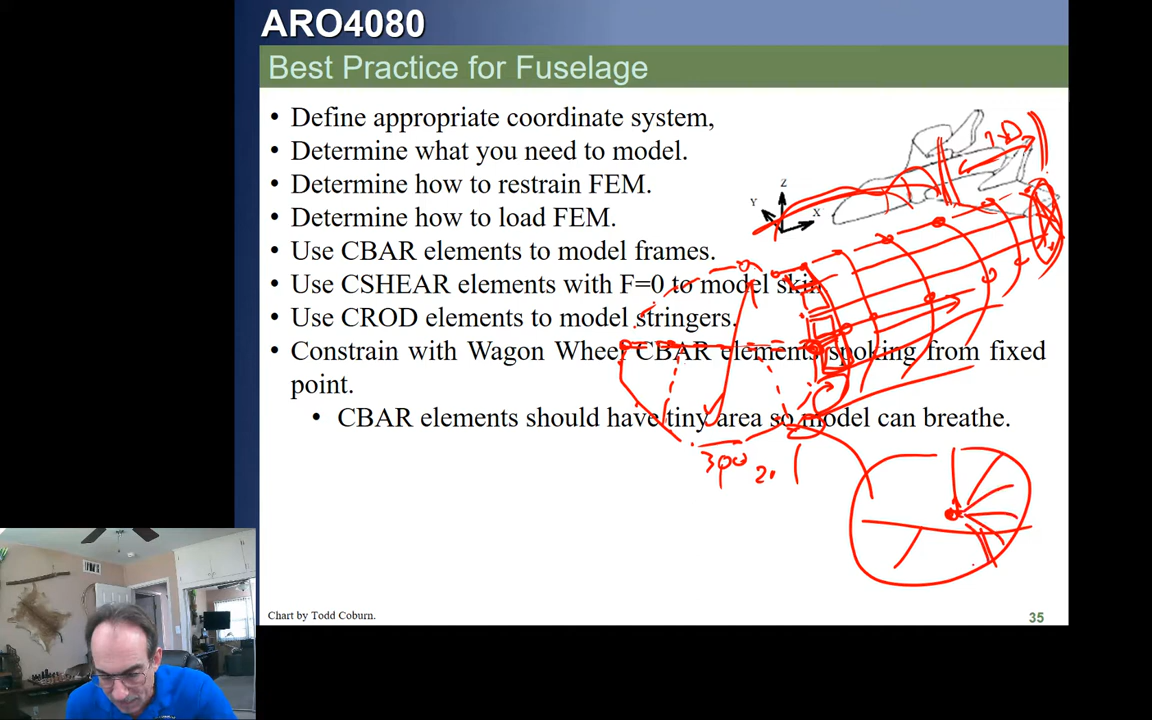 ARO4080
Best Practice for Fuselage
• Define appropriate coordinate system,
• Determine what you need to model.
• Determine how to restrain FEM.
• Determine how to load FEM.
• Use CBAR elements to model frames.
• Use CSHEAR elements with F=0 to model skin
• Use CROD elements to model stringers.
• Constrain with Wagon Wheel CBAR elements spoking from fixed
point.
• CBAR elements should have tiny area so model can breathe.
Z
Y
X
1D
300
Chart by Todd Coburn.
35